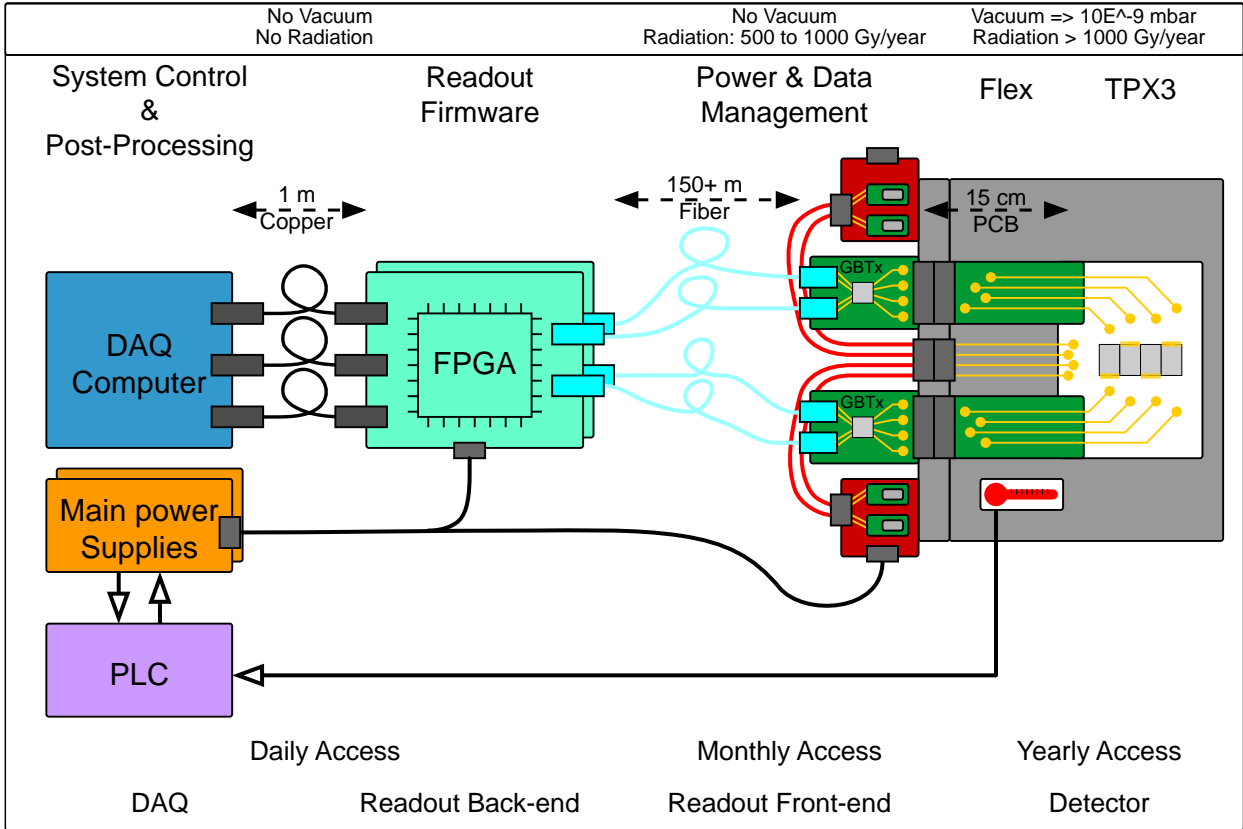 No Vacuum
No Radiation
No Vacuum
Radiation: 500 to 1000 Gy/year
Vacuum => 10E^-9 mbar
Radiation > 1000 Gy/year
System Control
&
Post-Processing
Readout
Firmware
Power & Data
Management
Flex
TPX3
1 m
Copper
150+ m
Fiber
15 cm
PCB
DAQ
Computer
FPGA
GBTx
GBTx
Main power
Supplies
PLC
Daily Access
Monthly Access
Yearly Access
DAQ
Readout Back-end
Readout Front-end
Detector